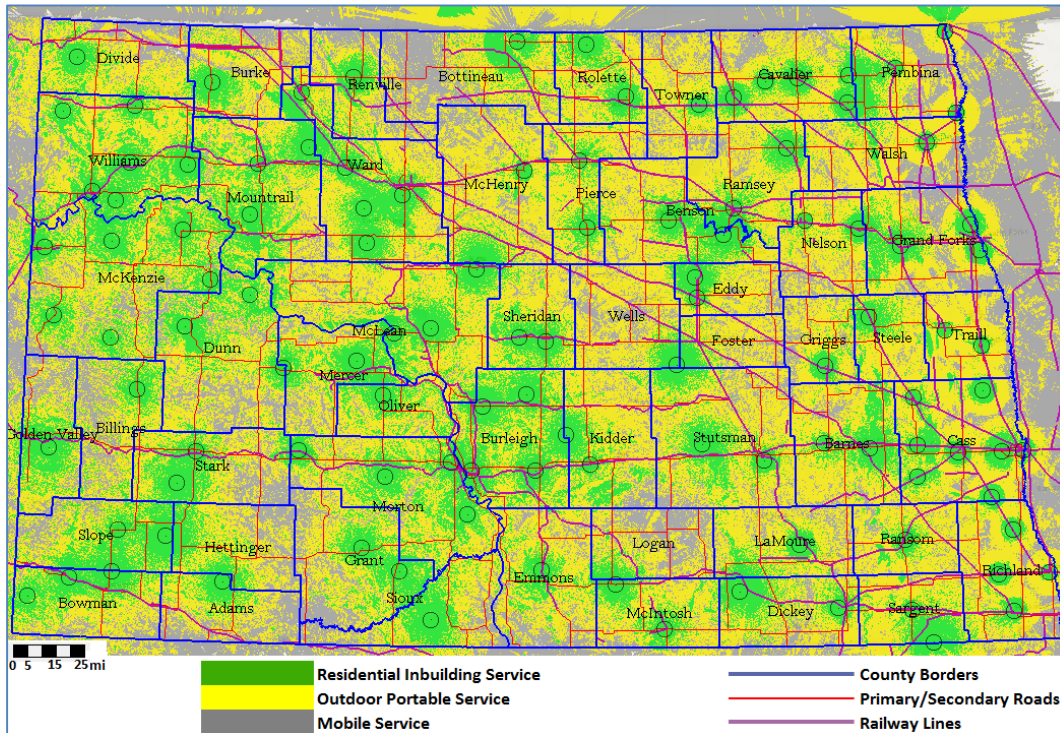 Divide
Burke
Renville
Bottineau
Rolette
Towner
Cavalier
Pembina
Williams
Mountrail
Ward
McHenry
Pierce
Benson
Ramsey
Walsh
Nelson
Grand Forks
McKenzie
Dunn
McLean
Sheridan
Wells
Eddy
Foster
Griggs
Steele
Traill
Mercer
Oliver
Golden Valley
Billings
Stark
Burleigh
Kidder
Stutsman
Barnes
Cass
Morton
Slope
Hettinger
Grant
Logan
LaMoure
Ransom
Richland
Bowman
Adams
Sioux
Emmons
McIntosh
Dickey
Sargent
0 5 15 25 mi
Residential Inbuilding Service
Outdoor Portable Service
Mobile Service
County Borders
Primary/Secondary Roads
Railway Lines